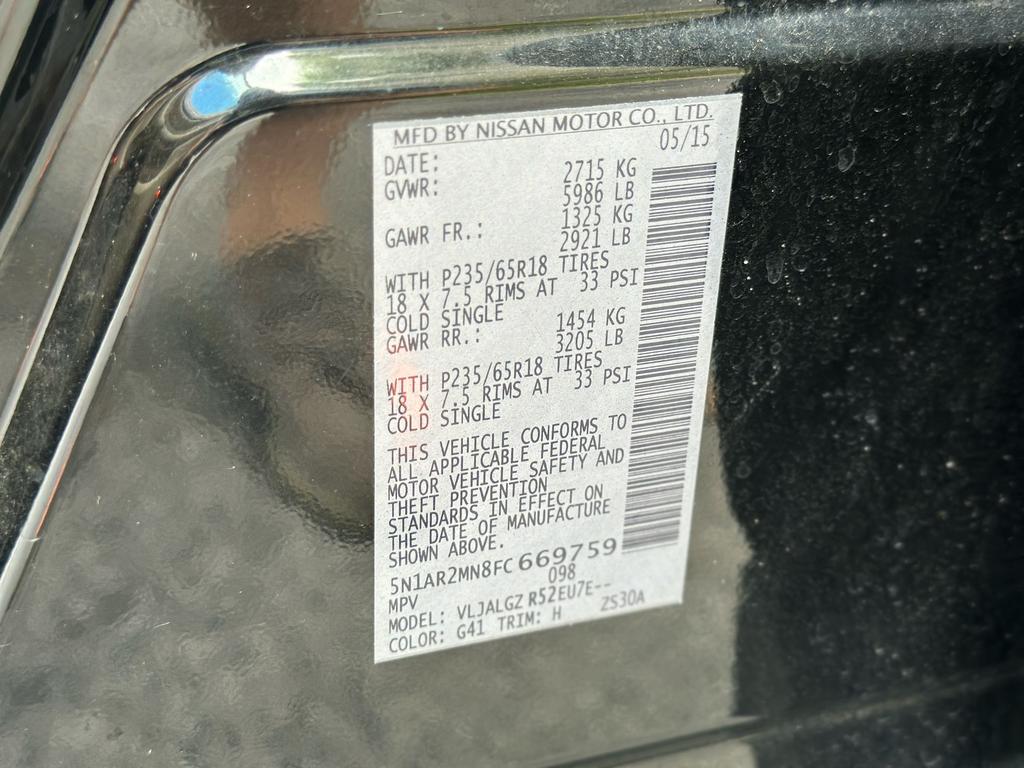 MFD BY NISSAN MOTOR CO., LTD.
DATE: 05/15
GVWR: 2715 KG
5986 LB
GAWR FR.: 1325 KG
2921 LB
WITH P235/65R18 TIRES
18 X 7.5 RIMS AT 33 PSI
COLD SINGLE
GAWR RR.: 1454 KG
3205 LB
WITH P235/65R18 TIRES
18 X 7.5 RIMS AT 33 PSI
COLD SINGLE
THIS VEHICLE CONFORMS TO
ALL APPLICABLE FEDERAL
MOTOR VEHICLE SAFETY AND
THEFT PREVENTION
STANDARDS IN EFFECT ON
THE DATE OF MANUFACTURE
SHOWN ABOVE.
5N1AR2MN8FC 669759
MPV 098
MODEL: VLJALGZ R52EU7E--
COLOR: G41 TRIM: H ZS30A